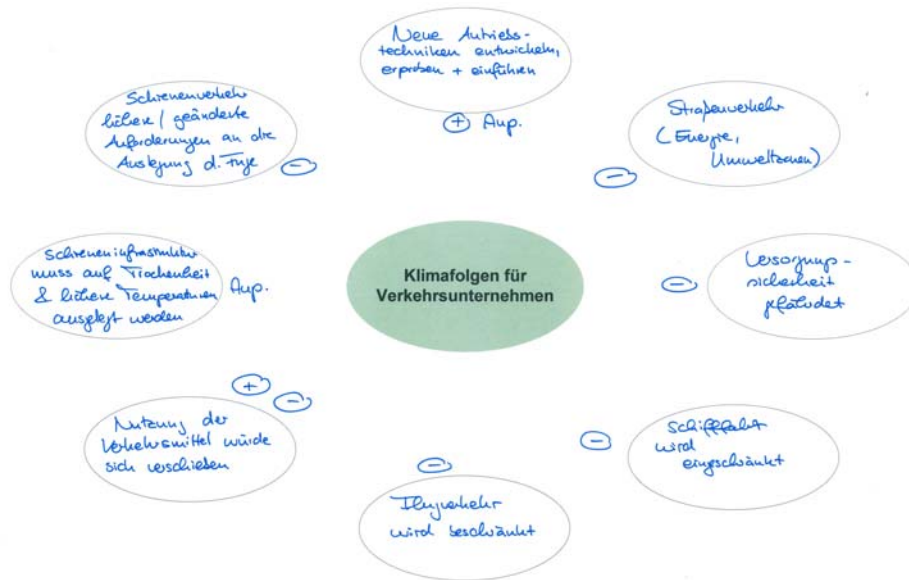 Neue Antriebs-
techniken entwickeln,
erproben + einführen
+ Anp.
Schienenverkehr
höhere / geänderte
Anforderungen an die
Auslegung d. Fzge
-
Straßenverkehr
(Energie,
Umweltzonen)
-
Schieneninfrastruktur
muss auf Trockenheit
& höhere Temperaturen
ausgelegt werden
Anp.
Klimafolgen für
Verkehrsunternehmen
-
Versorgungs-
sicherheit
gefährdet
+
-
Nutzung der
Verkehrsmittel würde
sich verschieben
-
Flugverkehr
wird beschränkt
-
Schifffahrt
wird
eingeschränkt